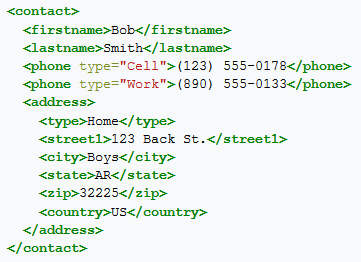 <contact>
  <firstname>Bob</firstname>
  <lastname>Smith</lastname>
  <phone type="Cell">(123) 555-0178</phone>
  <phone type="Work">(890) 555-0133</phone>
  <address>
    <type>Home</type>
    <street1>123 Back St.</street1>
    <city>Boys</city>
    <state>AR</state>
    <zip>32225</zip>
    <country>US</country>
  </address>
</contact>